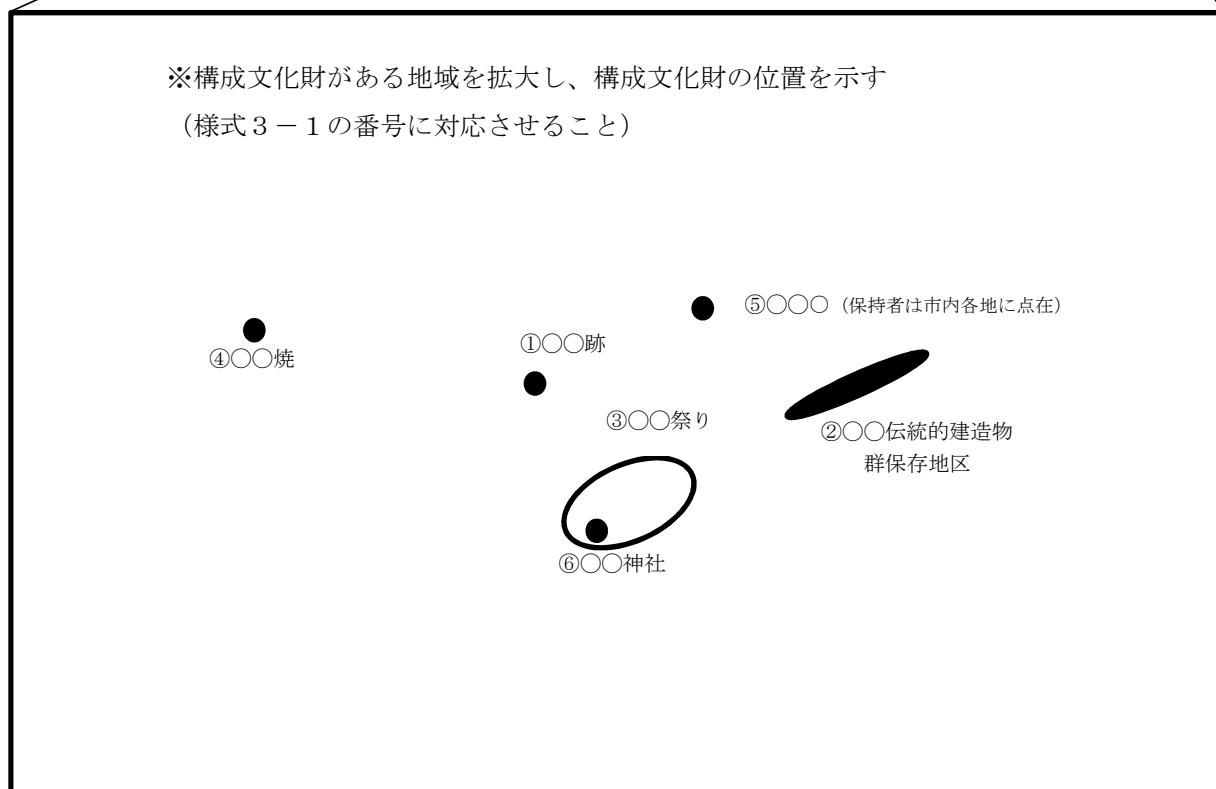 ※構成文化財がある地域を拡大し、構成文化財の位置を示す
（様式３－１の番号に対応させること）
⑤○○○（保持者は市内各地に点在）
④○○焼
①○○跡
③○○祭り
②○○伝統的建造物
群保存地区
⑥○○神社